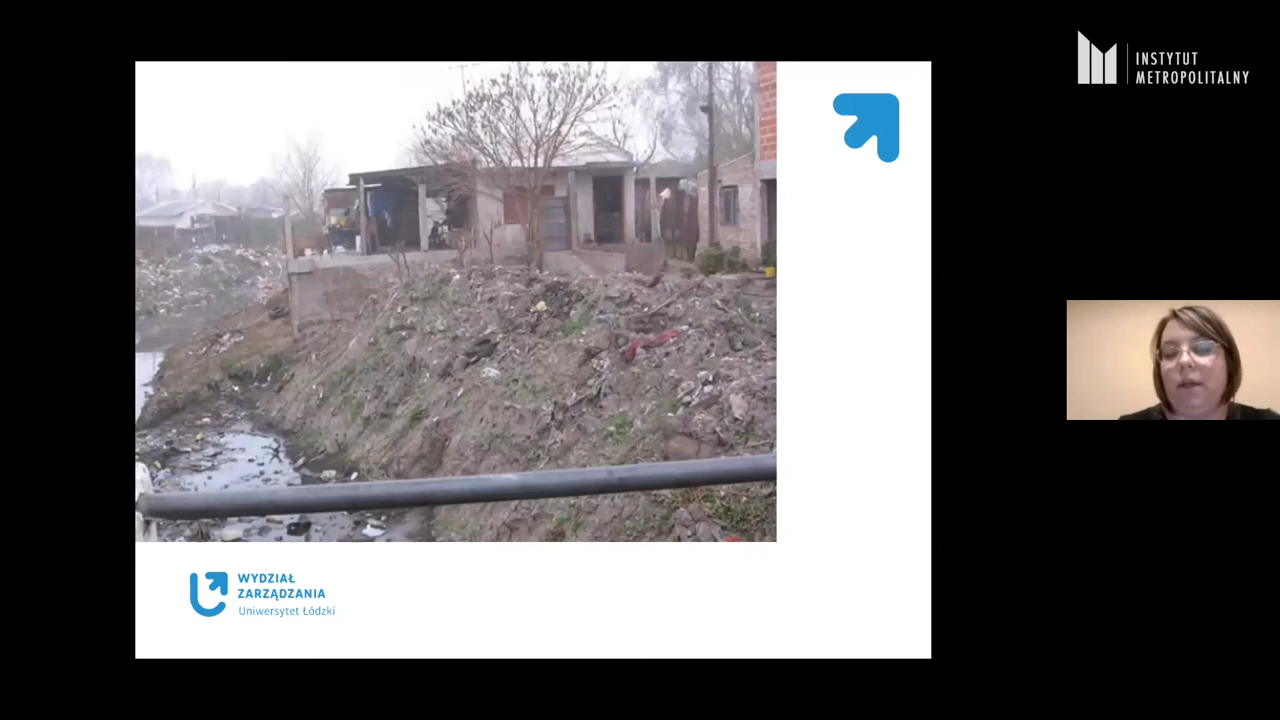 INSTYTUT
METROPOLITALNY
WYDZIAŁ
ZARZĄDZANIA
Uniwersytet Łódzki